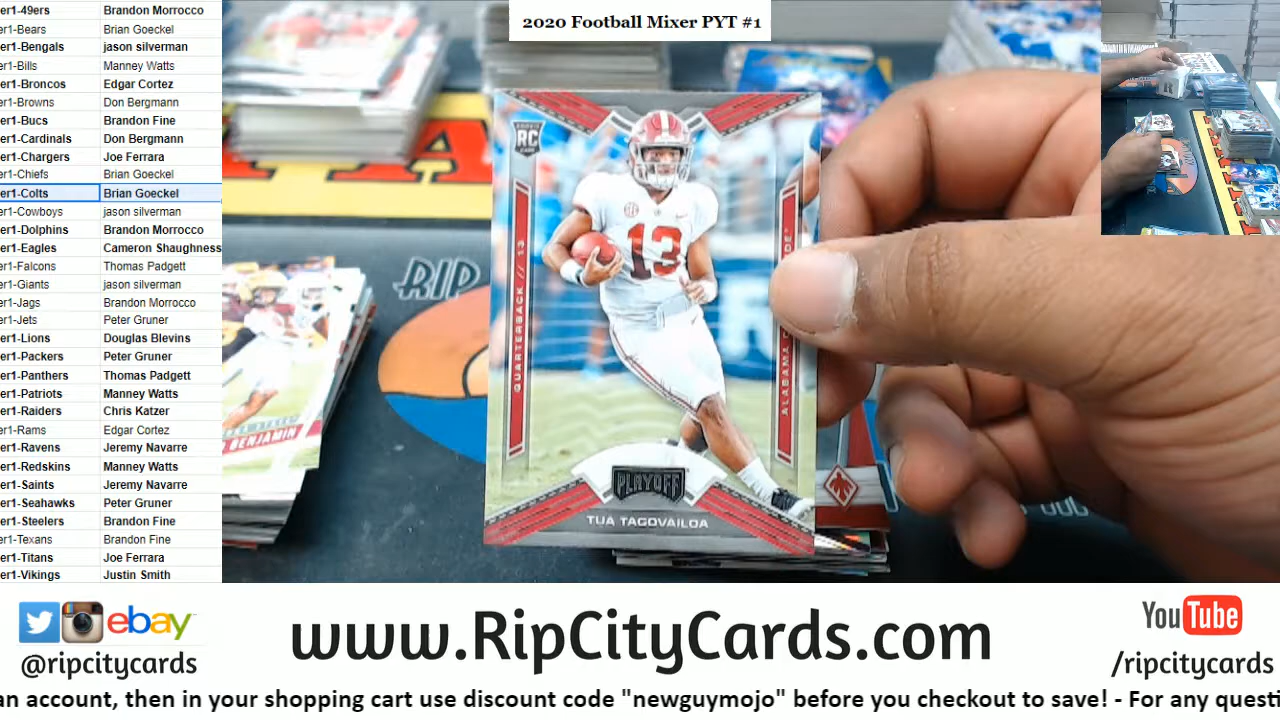 2020 Football Mixer PYT #1
er1-49ers Brandon Morrocco
er1-Bears Brian Goeckel
er1-Bengals jason silverman
er1-Bills Manney Watts
er1-Broncos Edgar Cortez
er1-Browns Don Bergmann
er1-Bucs Brandon Fine
er1-Cardinals Don Bergmann
er1-Chargers Joe Ferrara
er1-Chiefs Brian Goeckel
er1-Colts Brian Goeckel
er1-Cowboys jason silverman
er1-Dolphins Brandon Morrocco
er1-Eagles Cameron Shaughness
er1-Falcons Thomas Padgett
er1-Giants jason silverman
er1-Jags Brandon Morrocco
er1-Jets Peter Gruner
er1-Lions Douglas Blevins
er1-Packers Peter Gruner
er1-Panthers Thomas Padgett
er1-Patriots Manney Watts
er1-Raiders Chris Katzer
er1-Rams Edgar Cortez
er1-Ravens Jeremy Navarre
er1-Redskins Manney Watts
er1-Saints Jeremy Navarre
er1-Seahawks Peter Gruner
er1-Steelers Brandon Fine
er1-Texans Brandon Fine
er1-Titans Joe Ferrara
er1-Vikings Justin Smith
RC
13
QUARTERBACK // 13
ALABAMA
PLAYOFF
TUA TAGOVAILOA
RIP
BENJAMIN
ebay
@ripcitycards
www.RipCityCards.com
YouTube
/ripcitycards
an account, then in your shopping cart use discount code "newguymojo" before you checkout to save! - For any questi